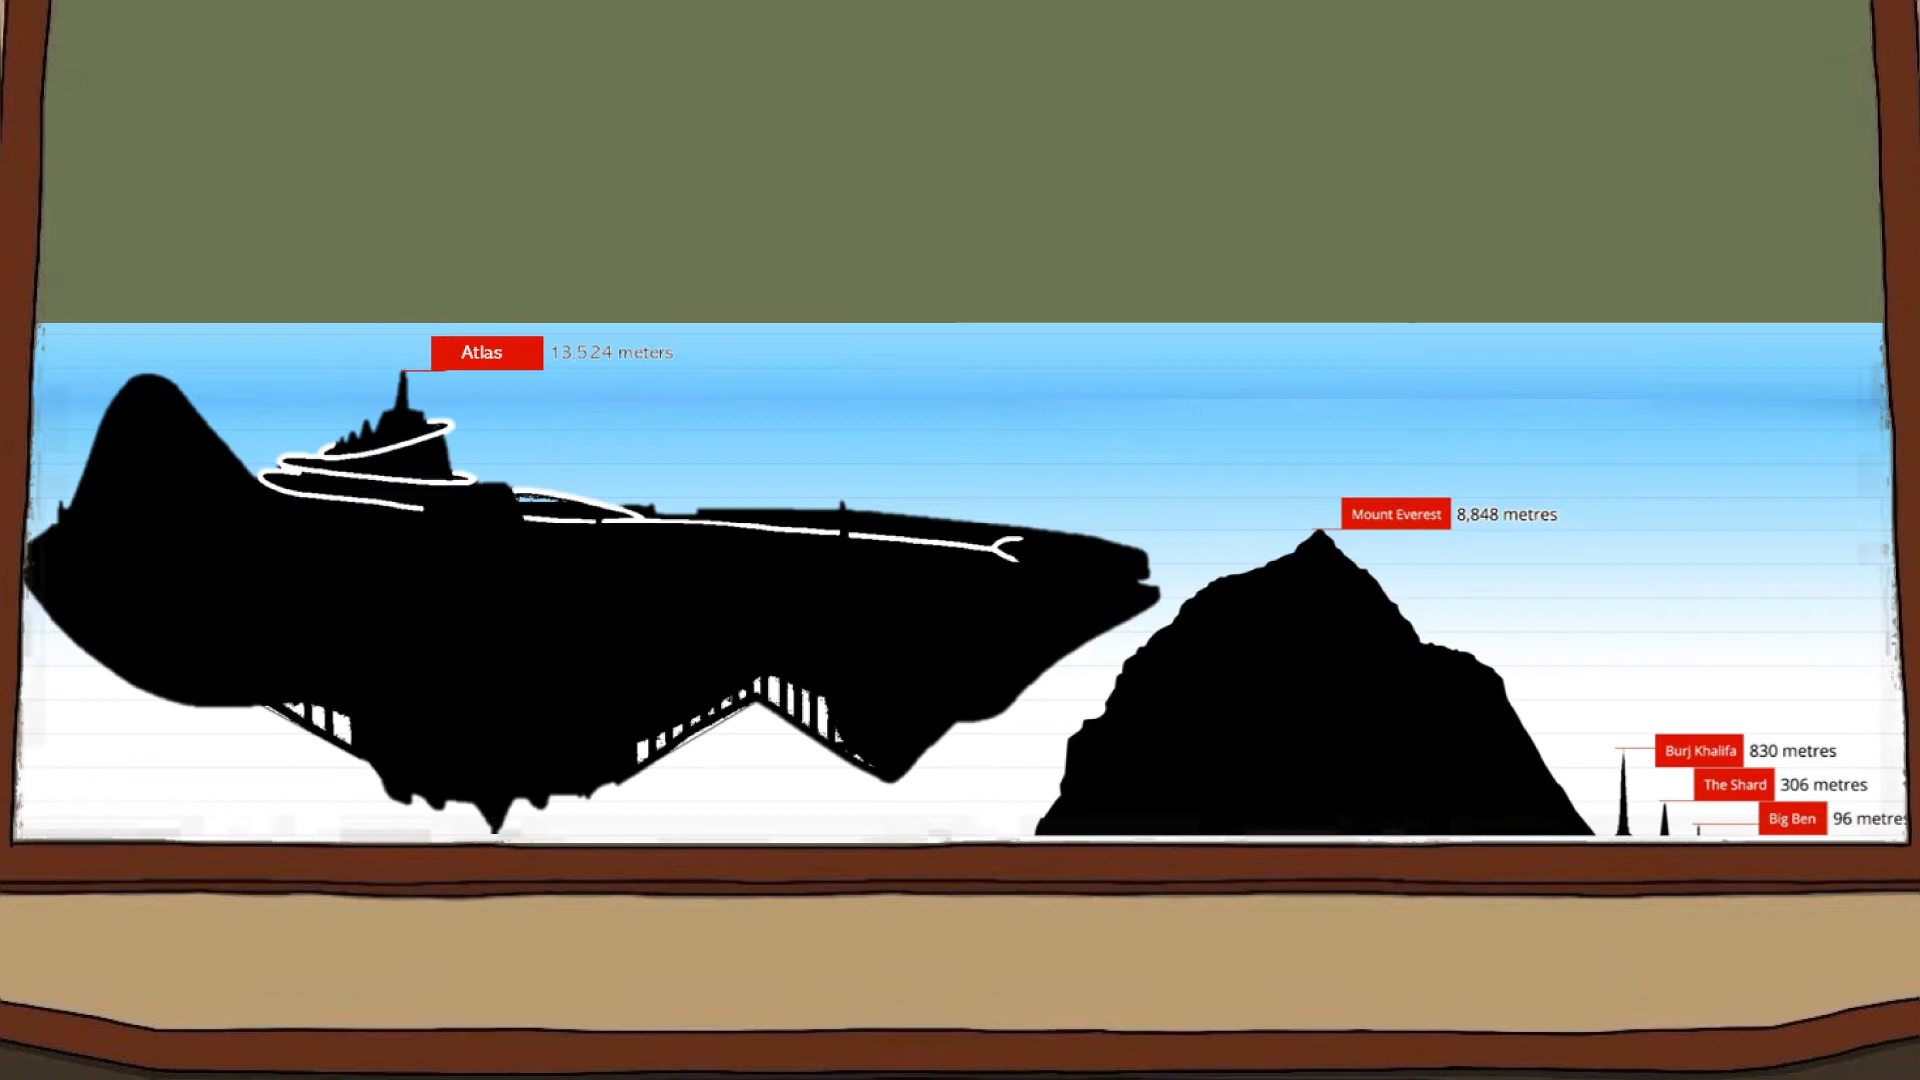 Atlas 13.524 meters
Mount Everest 8,848 metres
Burj Khalifa 830 metres
The Shard 306 metres
Big Ben 96 metres